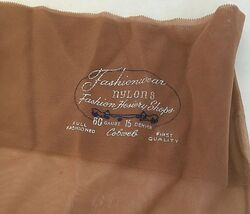 Fashionwear
nylons
Fashion Hosiery Shops
60 GAUGE 15 DENIER
FULL FASHIONED
Cobweb
FIRST QUALITY